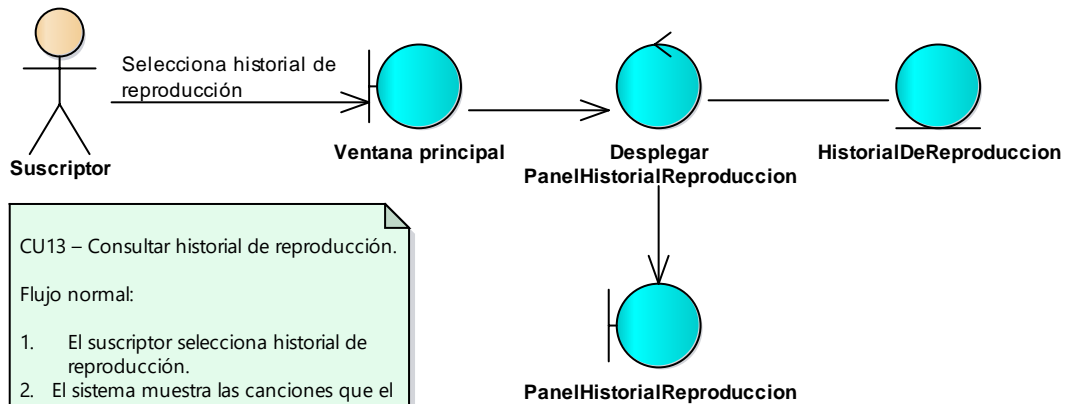 Selecciona historial de
reproducción
Suscriptor
Ventana principal
Desplegar
PanelHistorialReproduccion
HistorialDeReproduccion
CU13 – Consultar historial de reproducción.
Flujo normal:
1. El suscriptor selecciona historial de
reproducción.
2. El sistema muestra las canciones que el
PanelHistorialReproduccion